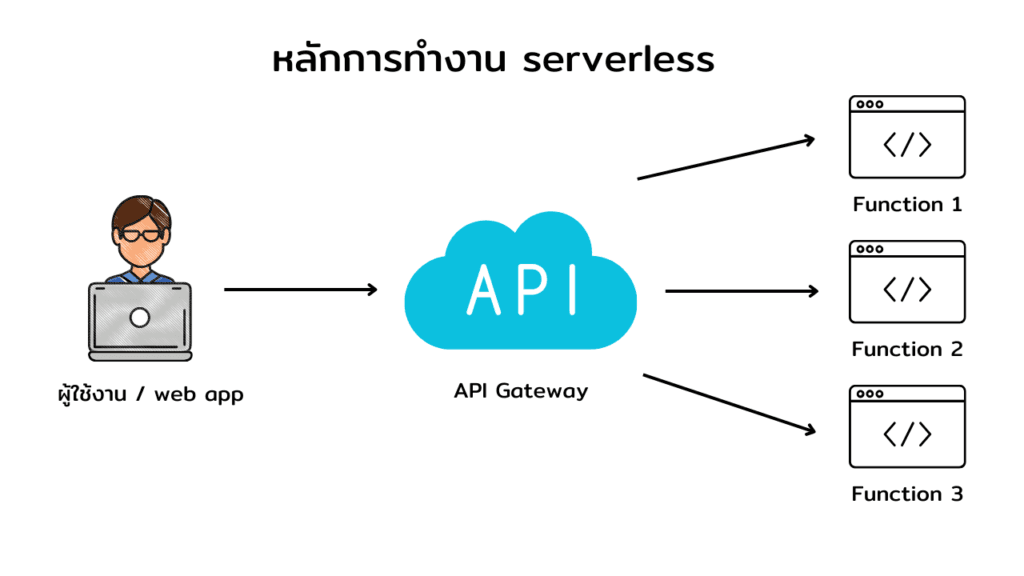 หลักการทำงาน serverless
ผู้ใช้งาน / web app
API
API Gateway
</>
Function 1
</>
Function 2
</>
Function 3